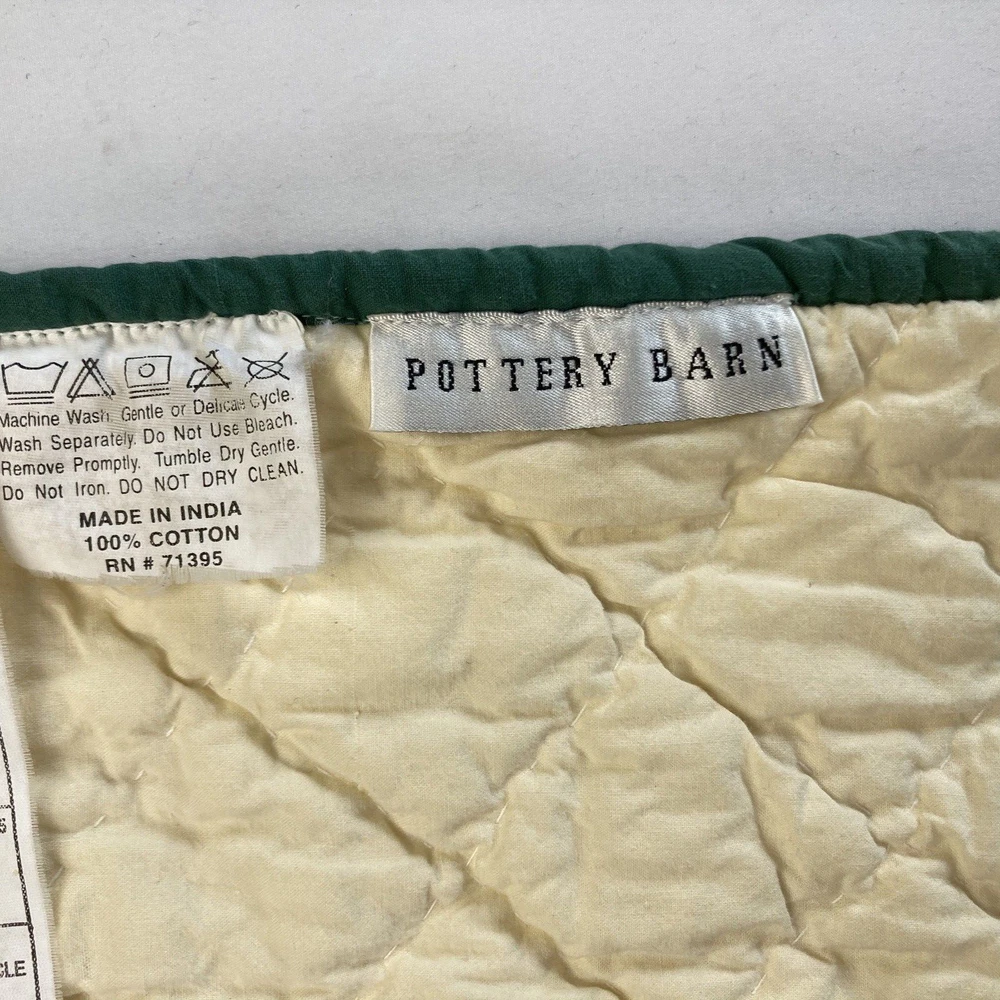 POTTERY BARN
Machine Wash Gentle or Delicate Cycle.
Wash Separately. Do Not Use Bleach.
Remove Promptly. Tumble Dry Gentle.
Do Not Iron. DO NOT DRY CLEAN.
MADE IN INDIA
100% COTTON
RN # 71395